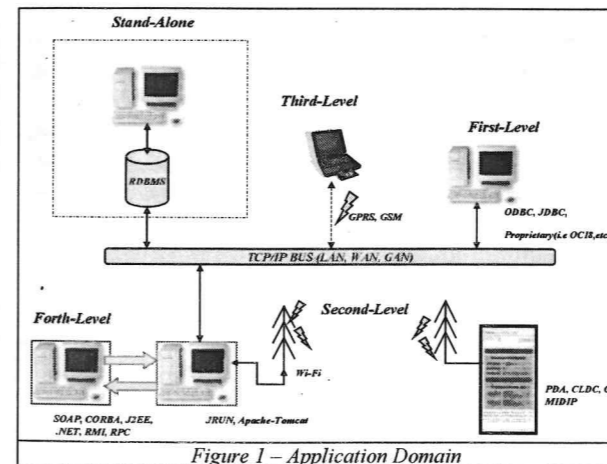 Stand-Alone
Third-Level
First-Level
RDBMS
GPRS, GSM
ODBC, JDBC,
Proprietary(i.e OCI8,etc
TCP/IP BUS (LAN, WAN, GAN)
Forth-Level
Second-Level
Wi-Fi
SOAP, CORBA, J2EE,
.NET, RMI, RPC
JRUN, Apache-Tomcat
PDA, CLDC,
MIDIP
Figure 1 – Application Domain